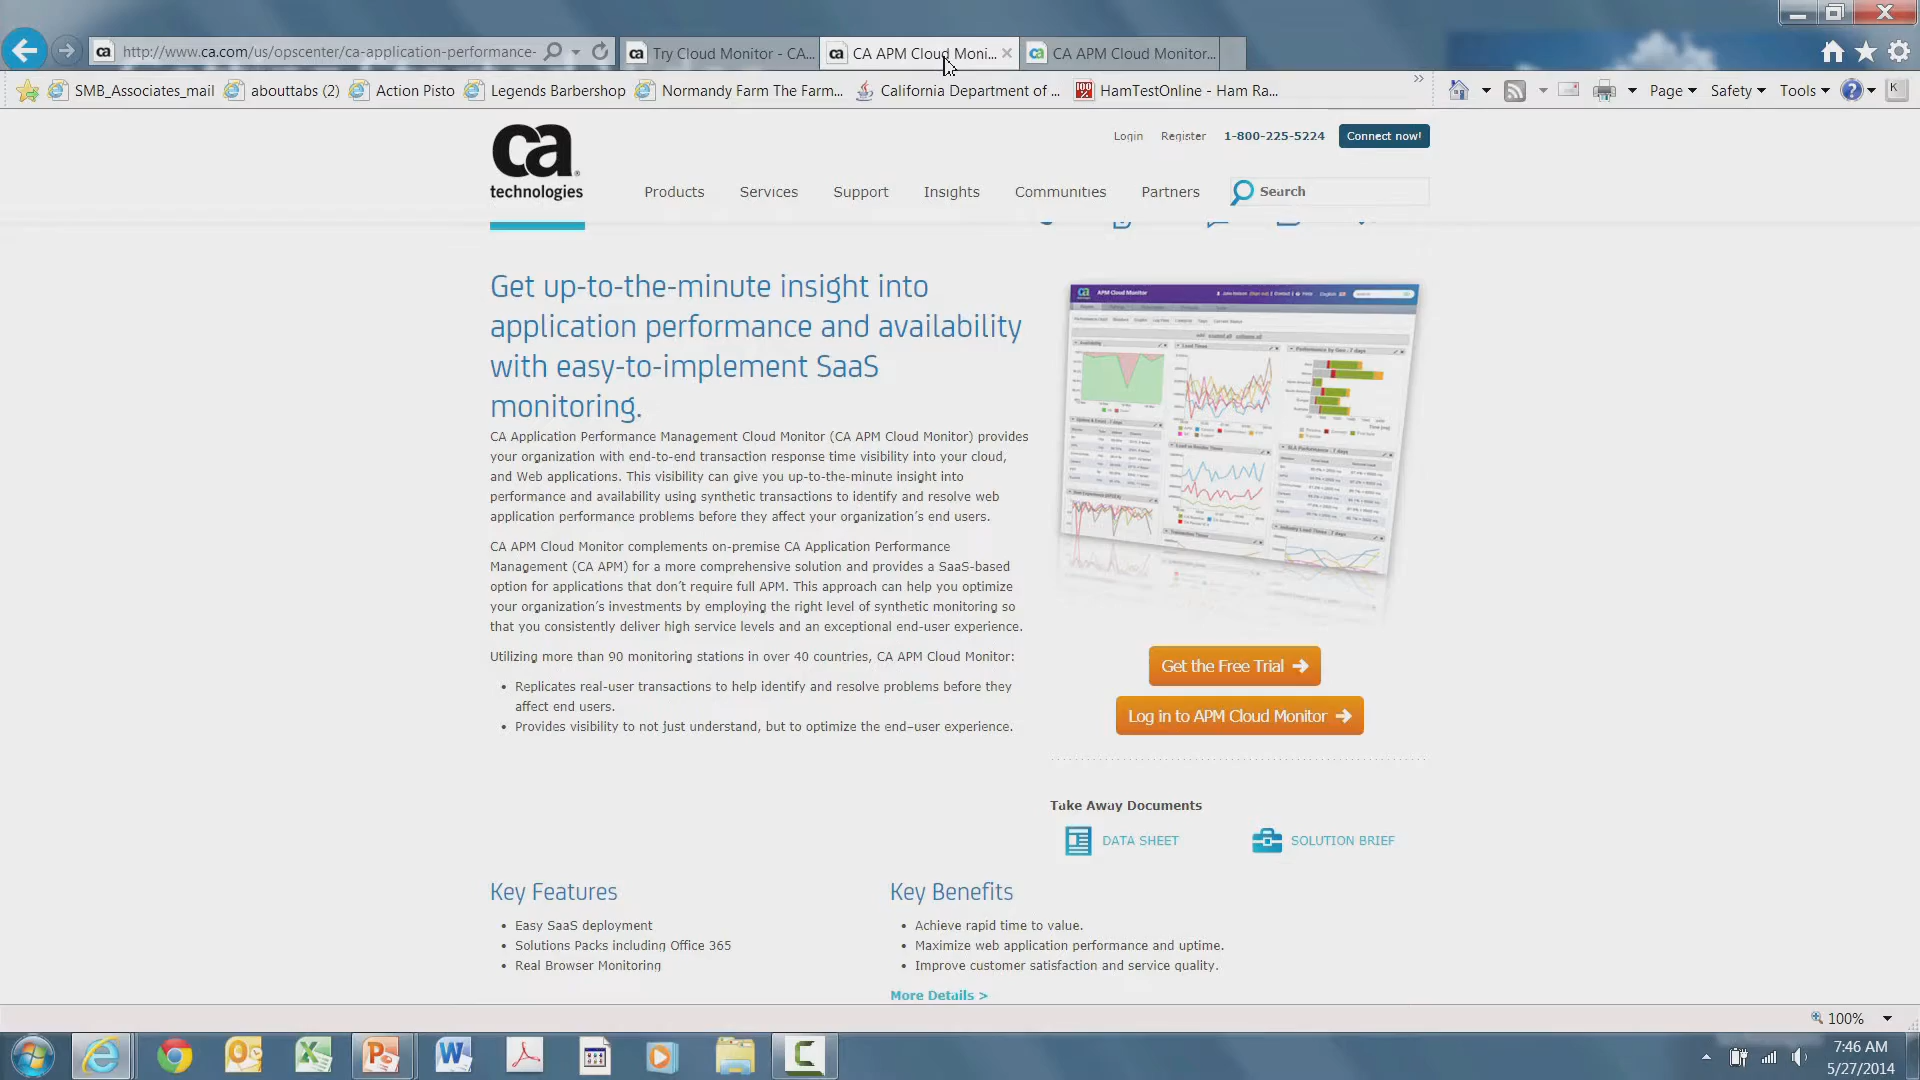 http://www.ca.com/us/opscenter/ca-application-performance-
Try Cloud Monitor - CA...
CA APM Cloud Moni...
CA APM Cloud Monitor...
SMB_Associates_mail
abouttabs (2)
Action Pisto
Legends Barbershop
Normandy Farm The Farm...
California Department of ...
HamTestOnline - Ham Ra...
Page
Safety
Tools
ca
technologies
Login
Register
1-800-225-5224
Connect now!
Products
Services
Support
Insights
Communities
Partners
Search
Get up-to-the-minute insight into
application performance and availability
with easy-to-implement SaaS
monitoring.
CA Application Performance Management Cloud Monitor (CA APM Cloud Monitor) provides
your organization with end-to-end transaction response time visibility into your cloud,
and Web applications. This visibility can give you up-to-the-minute insight into
performance and availability using synthetic transactions to identify and resolve web
application performance problems before they affect your organization's end users.
CA APM Cloud Monitor complements on-premise CA Application Performance
Management (CA APM) for a more comprehensive solution and provides a SaaS-based
option for applications that don't require full APM. This approach can help you optimize
your organization's investments by employing the right level of synthetic monitoring so
that you consistently deliver high service levels and an exceptional end-user experience.
Utilizing more than 90 monitoring stations in over 40 countries, CA APM Cloud Monitor:
• Replicates real-user transactions to help identify and resolve problems before they
affect end users.
• Provides visibility to not just understand, but to optimize the end–user experience.
APM Cloud Monitor
Get the Free Trial
Log in to APM Cloud Monitor
Take Away Documents
DATA SHEET
SOLUTION BRIEF
Key Features
• Easy SaaS deployment
• Solutions Packs including Office 365
• Real Browser Monitoring
Key Benefits
• Achieve rapid time to value.
• Maximize web application performance and uptime.
• Improve customer satisfaction and service quality.
More Details >
100%
7:46 AM
5/27/2014